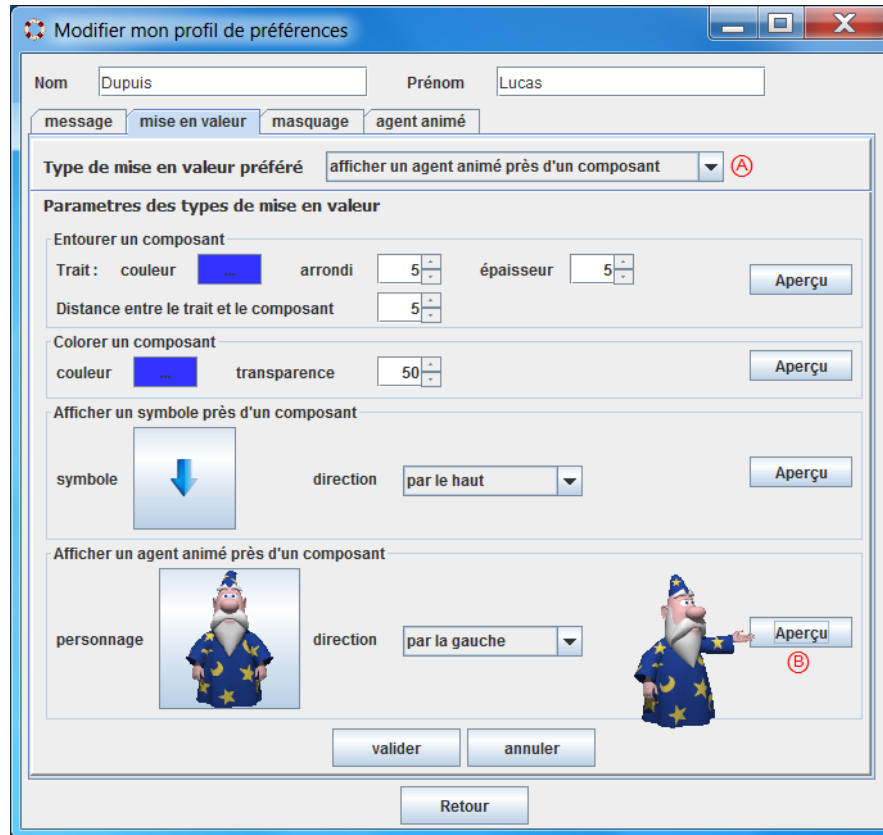 Modifier mon profil de préférences
Nom Dupuis Prénom Lucas
message mise en valeur masquage agent animé
Type de mise en valeur préféré afficher un agent animé près d'un composant A
Parametres des types de mise en valeur
Entourer un composant
Trait : couleur ... arrondi 5 épaisseur 5 Aperçu
Distance entre le trait et le composant 5
Colorer un composant
couleur ... transparence 50 Aperçu
Afficher un symbole près d'un composant
symbole direction par le haut Aperçu
Afficher un agent animé près d'un composant
personnage direction par la gauche Aperçu
B
valider annuler
Retour